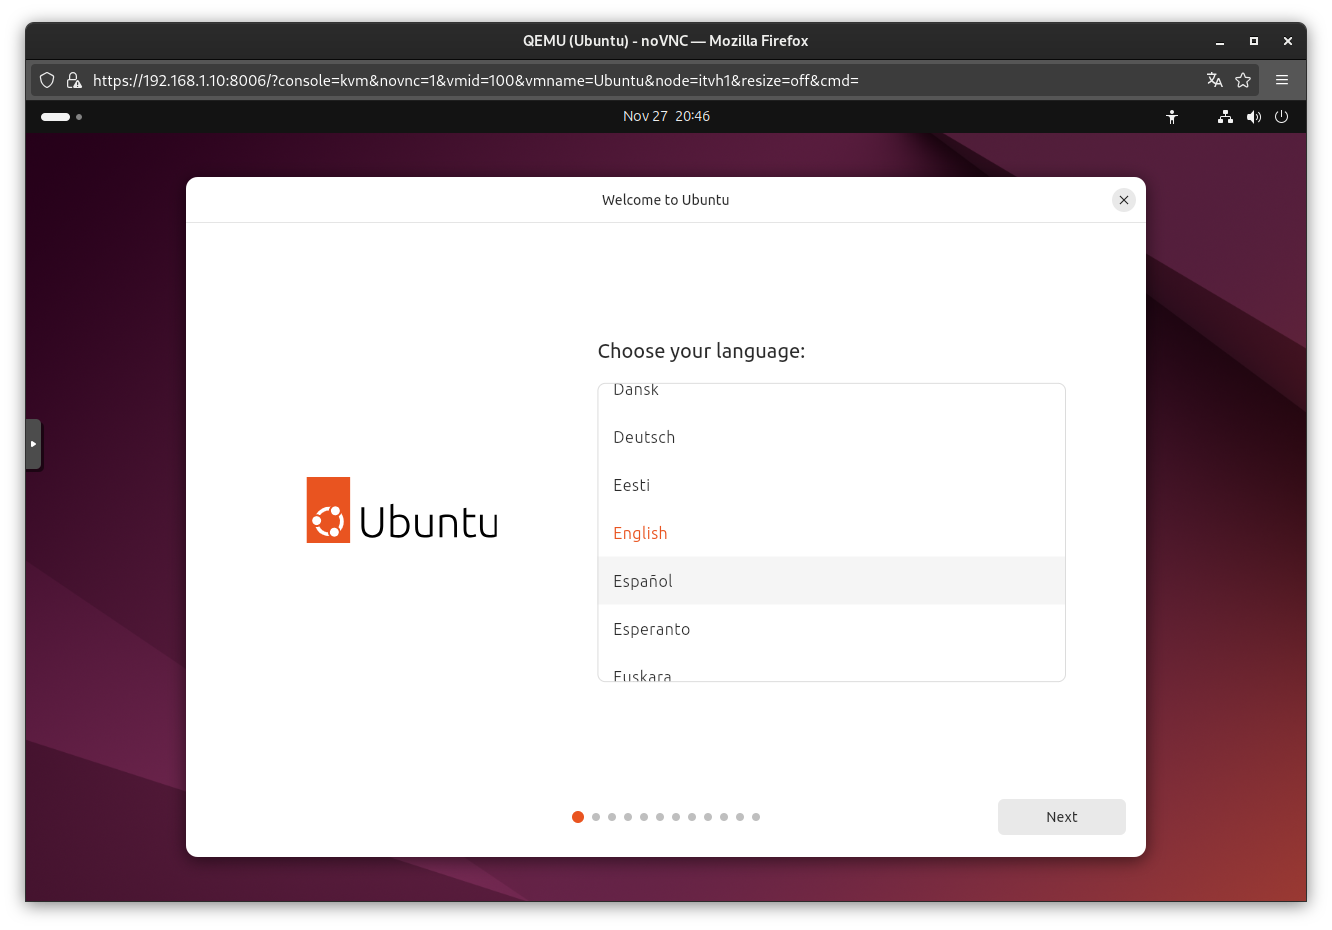 QEMU (Ubuntu) - noVNC — Mozilla Firefox
https://192.168.1.10:8006/?console=kvm&novnc=1&vmid=100&vmname=Ubuntu&node=itvh1&resize=off&cmd=
Nov 27 20:46
Welcome to Ubuntu
Choose your language:
Dansk
Deutsch
Eesti
English
Español
Esperanto
Euskara
Ubuntu
Next